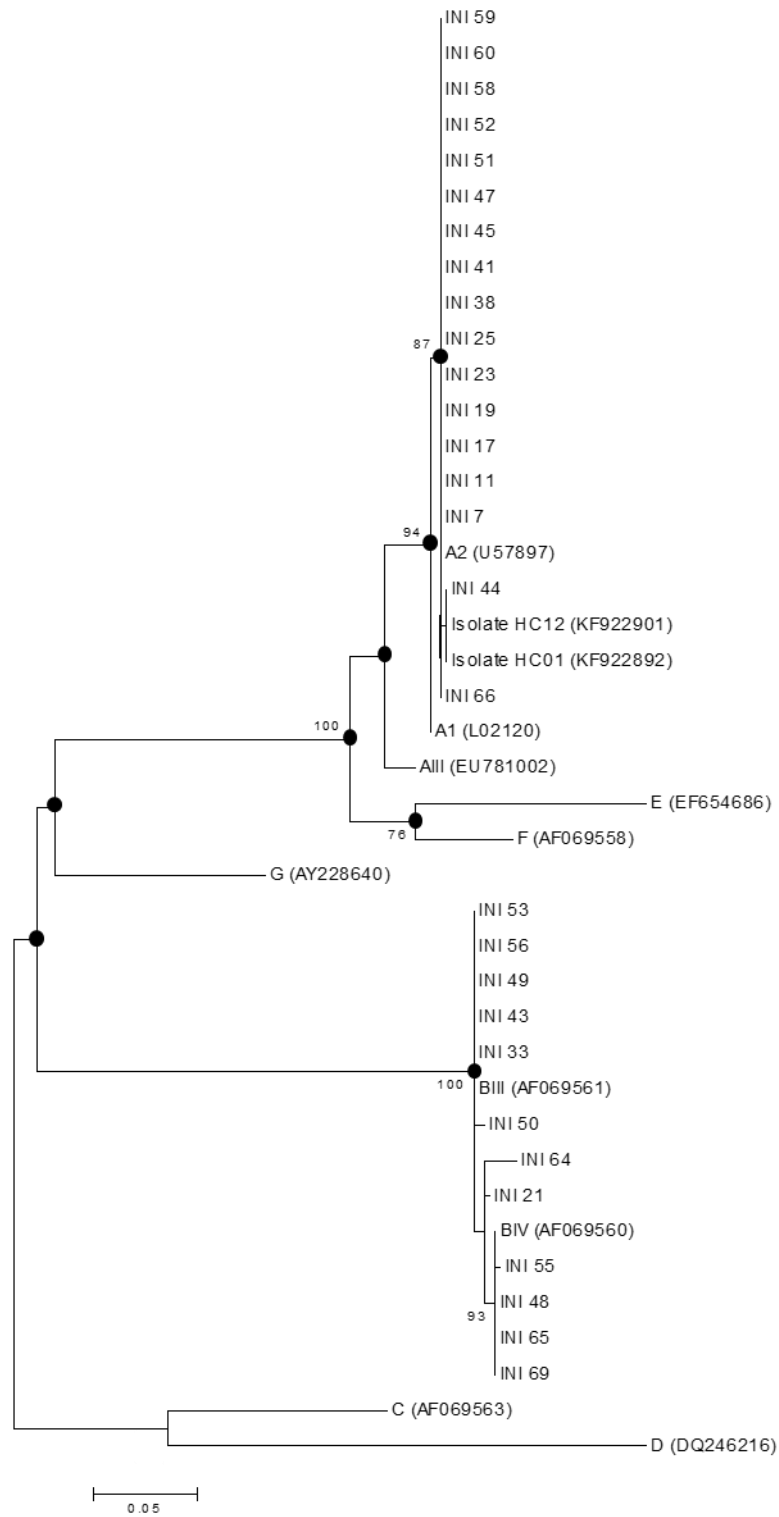 INI 59
INI 60
INI 58
INI 52
INI 51
INI 47
INI 45
INI 41
INI 38
INI 25
87
INI 23
INI 19
INI 17
INI 11
INI 7
94
A2 (U57897)
INI 44
Isolate HC12 (KF922901)
Isolate HC01 (KF922892)
INI 66
100
A1 (L02120)
AIII (EU781002)
E (EF654686)
76
F (AF069558)
G (AY228640)
INI 53
INI 56
INI 49
INI 43
INI 33
100
BIII (AF069561)
INI 50
INI 64
INI 21
BIV (AF069560)
INI 55
INI 48
93
INI 65
INI 69
C (AF069563)
D (DQ246216)
0.05